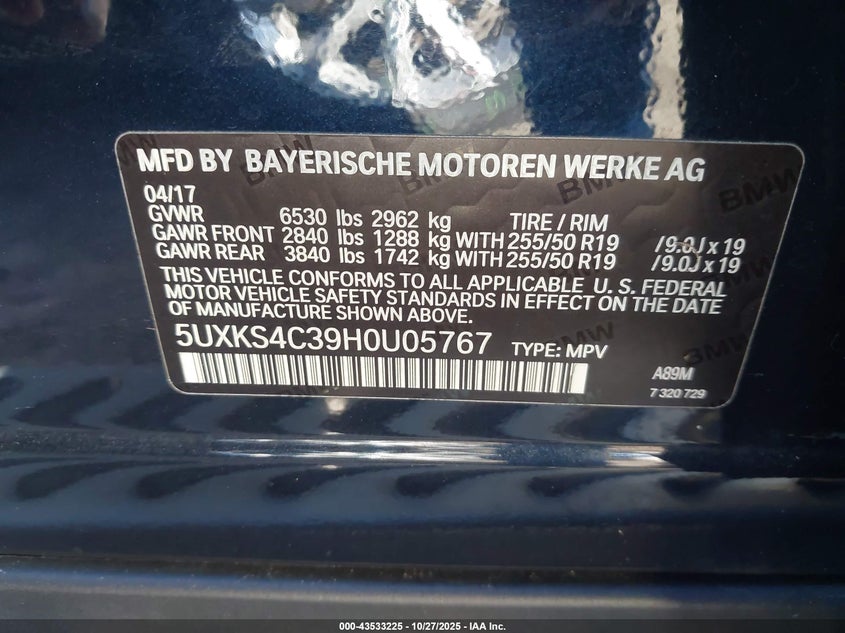 MFD BY BAYERISCHE MOTOREN WERKE AG
04/17
GVWR 6530 lbs 2962 kg TIRE / RIM
GAWR FRONT 2840 lbs 1288 kg WITH 255/50 R19 /9.0J x 19
GAWR REAR 3840 lbs 1742 kg WITH 255/50 R19 /9.0J x 19
THIS VEHICLE CONFORMS TO ALL APPLICABLE U. S. FEDERAL
MOTOR VEHICLE SAFETY STANDARDS IN EFFECT ON THE DATE
OF MANUFACTURE SHOWN ABOVE.
5UXKS4C39H0U05767 TYPE: MPV
A89M
7 320 729
000-43533225 | 10/27/2025 - IAA Inc.